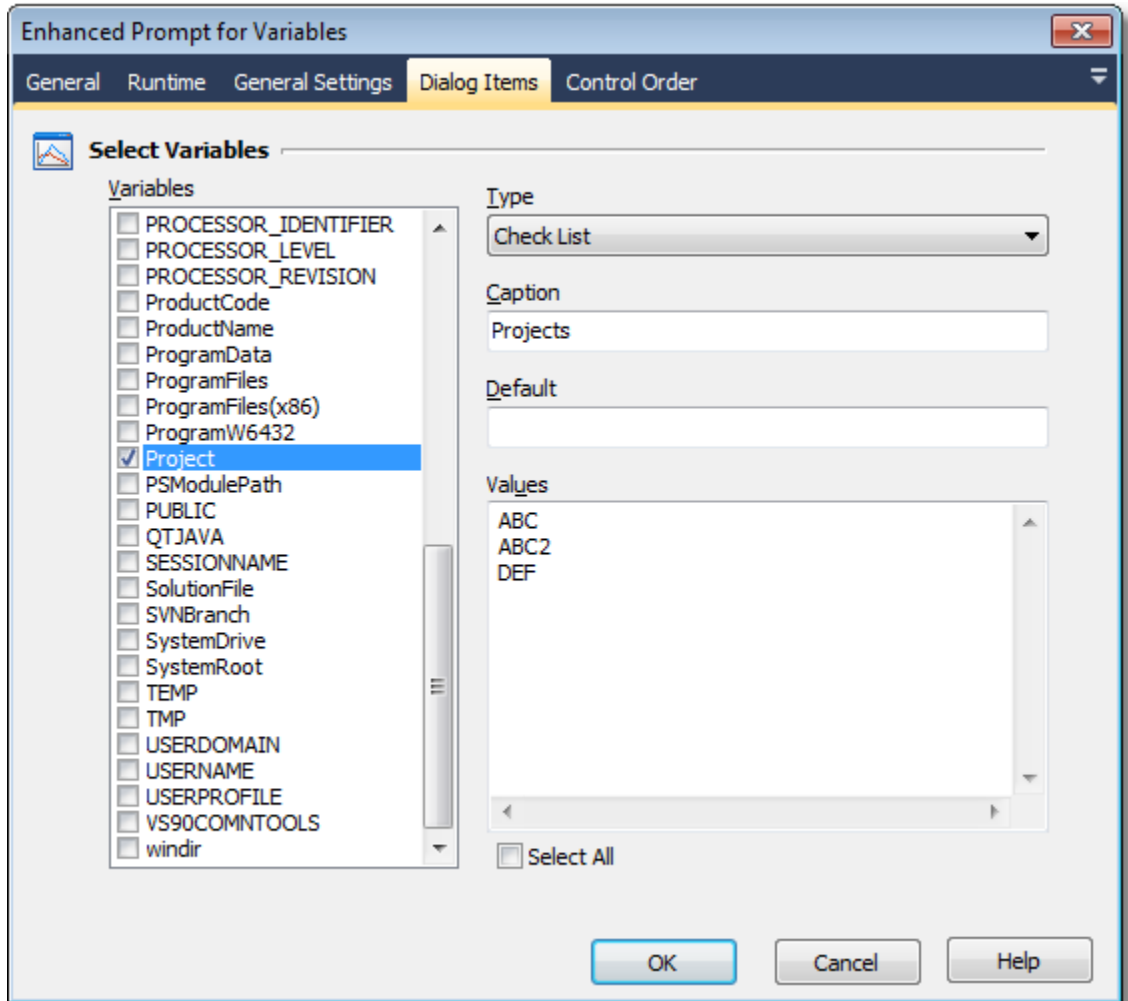 Enhanced Prompt for Variables
General Runtime General Settings Dialog Items Control Order
Select Variables
Variables
PROCESSOR_IDENTIFIER
PROCESSOR_LEVEL
PROCESSOR_REVISION
ProductCode
ProductName
ProgramData
ProgramFiles
ProgramFiles(x86)
ProgramW6432
Project
PSModulePath
PUBLIC
QTJAVA
SESSIONNAME
SolutionFile
SVNBranch
SystemDrive
SystemRoot
TEMP
TMP
USERDOMAIN
USERNAME
USERPROFILE
VS90COMNTOOLS
windir
Type
Check List
Caption
Projects
Default
Values
ABC
ABC2
DEF
Select All
OK Cancel Help